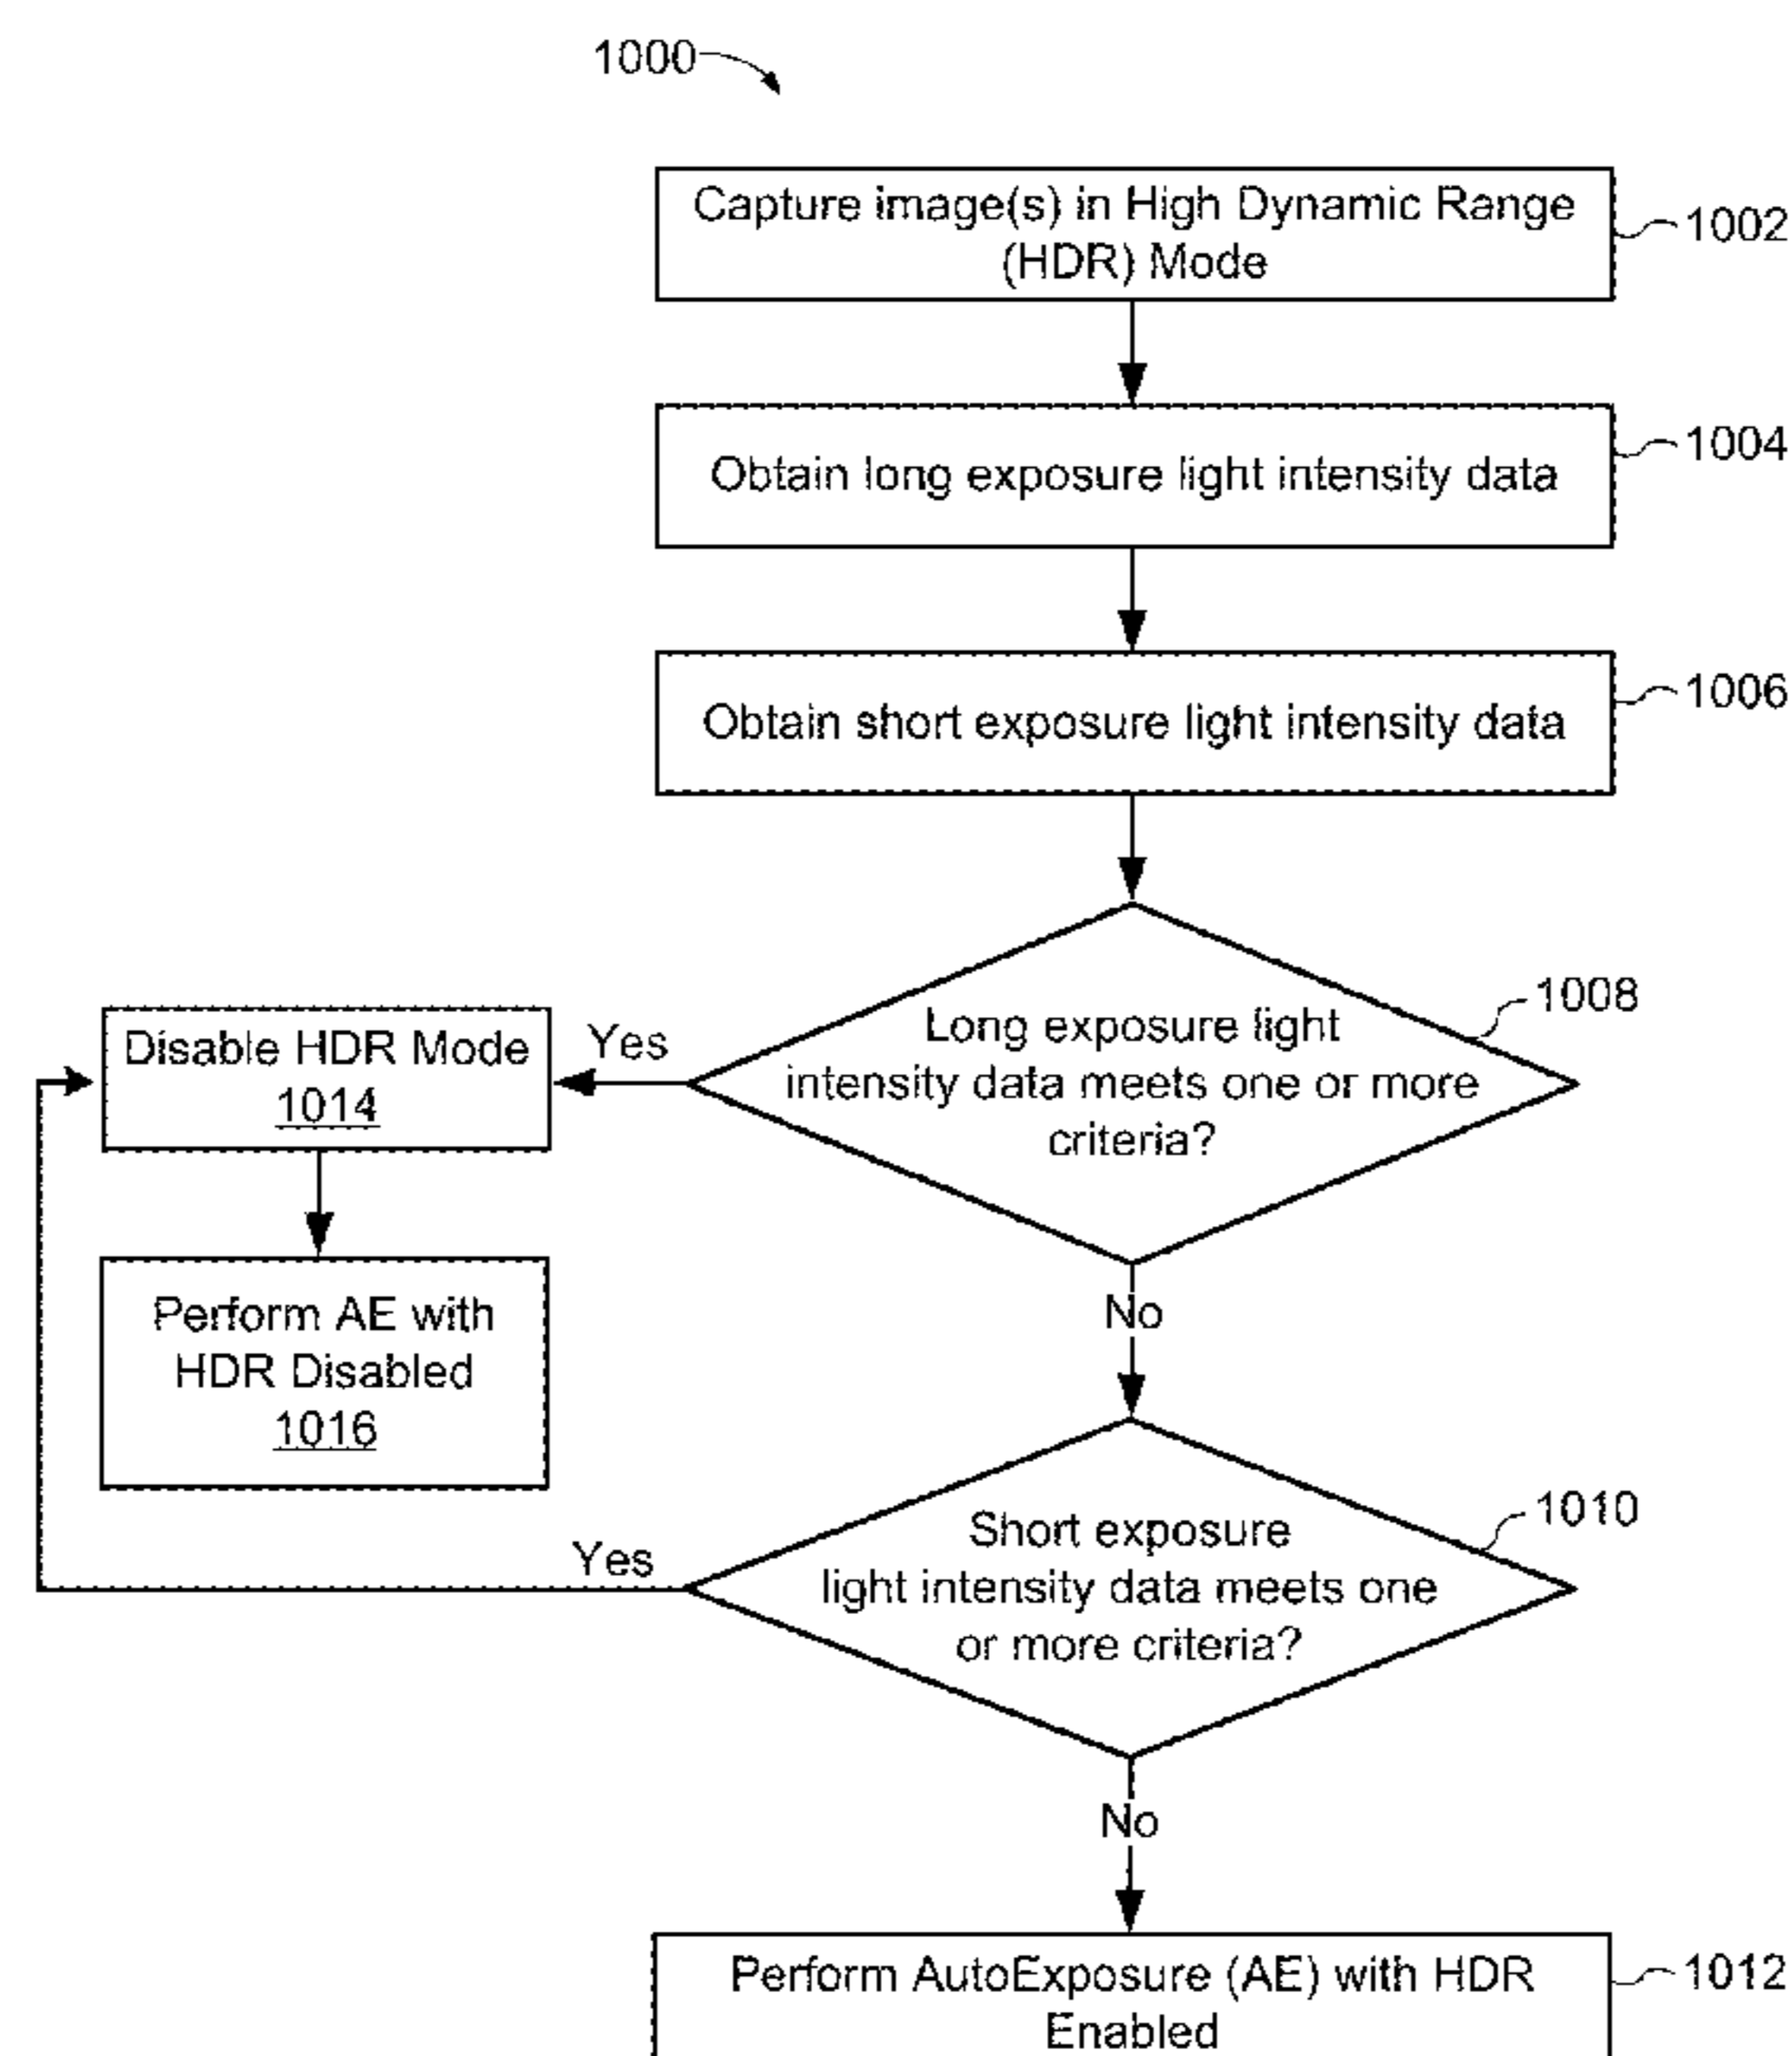 1000
Capture image(s) in High Dynamic Range
(HDR) Mode
1002
Obtain long exposure light intensity data
1004
Obtain short exposure light intensity data
1006
Long exposure light
intensity data meets one or more
criteria?
1008
Yes
Disable HDR Mode
1014
Perform AE with
HDR Disabled
1016
No
Short exposure
light intensity data meets one
or more criteria?
1010
Yes
No
Perform AutoExposure (AE) with HDR
Enabled
1012